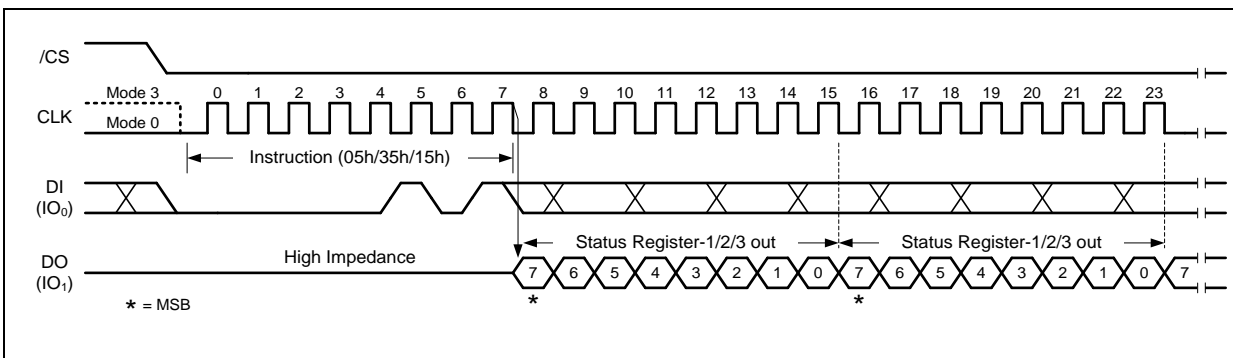 /CS
Mode 3 0 1 2 3 4 5 6 7 8 9 10 11 12 13 14 15 16 17 18 19 20 21 22 23
CLK
Mode 0
Instruction (05h/35h/15h)
DI
(IO₀)
Status Register-1/2/3 out Status Register-1/2/3 out
High Impedance
DO
(IO₁)
7 6 5 4 3 2 1 0 7 6 5 4 3 2 1 0 7
* *
* = MSB